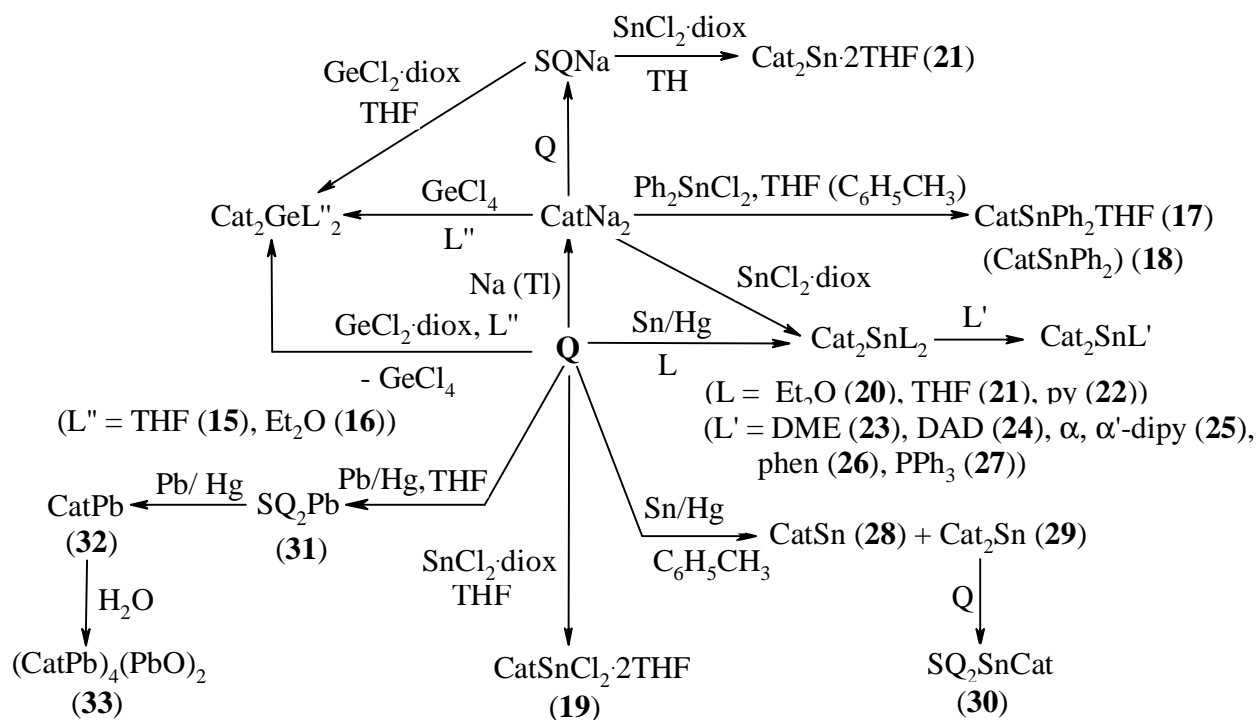 SnCl₂·diox
SQNa
Cat₂Sn·2THF (21)
TH
GeCl₂·diox
THF
Q
GeCl₄
Ph₂SnCl₂, THF (C₆H₅CH₃)
Cat₂GeL''₂
CatNa₂
CatSnPh₂THF (17)
L''
(CatSnPh₂) (18)
SnCl₂·diox
Na (Tl)
GeCl₂·diox, L''
Sn/Hg
L'
Q
Cat₂SnL₂
Cat₂SnL'
L
- GeCl₄
(L = Et₂O (20), THF (21), py (22))
(L'' = THF (15), Et₂O (16))
(L' = DME (23), DAD (24), α, α'-dipy (25),
phen (26), PPh₃ (27))
Pb/ Hg
Pb/Hg, THF
CatPb
SQ₂Pb
Sn/Hg
(32)
(31)
CatSn (28) + Cat₂Sn (29)
C₆H₅CH₃
SnCl₂·diox
THF
H₂O
Q
(CatPb)₄(PbO)₂
CatSnCl₂·2THF
SQ₂SnCat
(33)
(19)
(30)